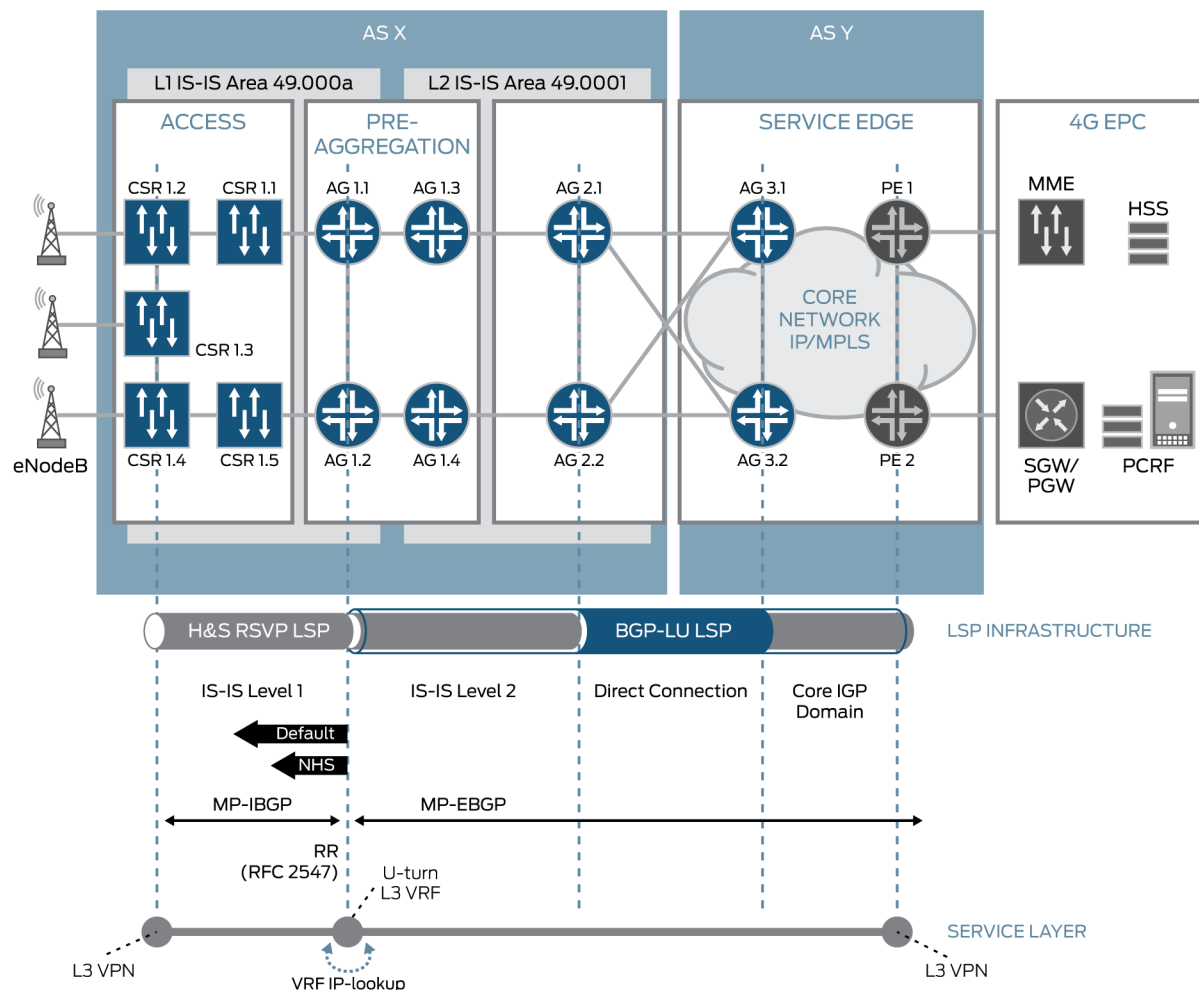 AS X
AS Y
L1 IS-IS Area 49.000a
L2 IS-IS Area 49.0001
ACCESS
PRE-
AGGREGATION
SERVICE EDGE
4G EPC
CSR 1.2
CSR 1.1
AG 1.1
AG 1.3
AG 2.1
AG 3.1
PE 1
MME
HSS
CORE
NETWORK
IP/MPLS
CSR 1.3
eNodeB
CSR 1.4
CSR 1.5
AG 1.2
AG 1.4
AG 2.2
AG 3.2
PE 2
SGW/
PGW
PCRF
H&S RSVP LSP
BGP-LU LSP
LSP INFRASTRUCTURE
IS-IS Level 1
IS-IS Level 2
Direct Connection
Core IGP
Domain
Default
NHS
MP-IBGP
MP-EBGP
RR
(RFC 2547)
U-turn
L3 VRF
SERVICE LAYER
L3 VPN
VRF IP-lookup
L3 VPN